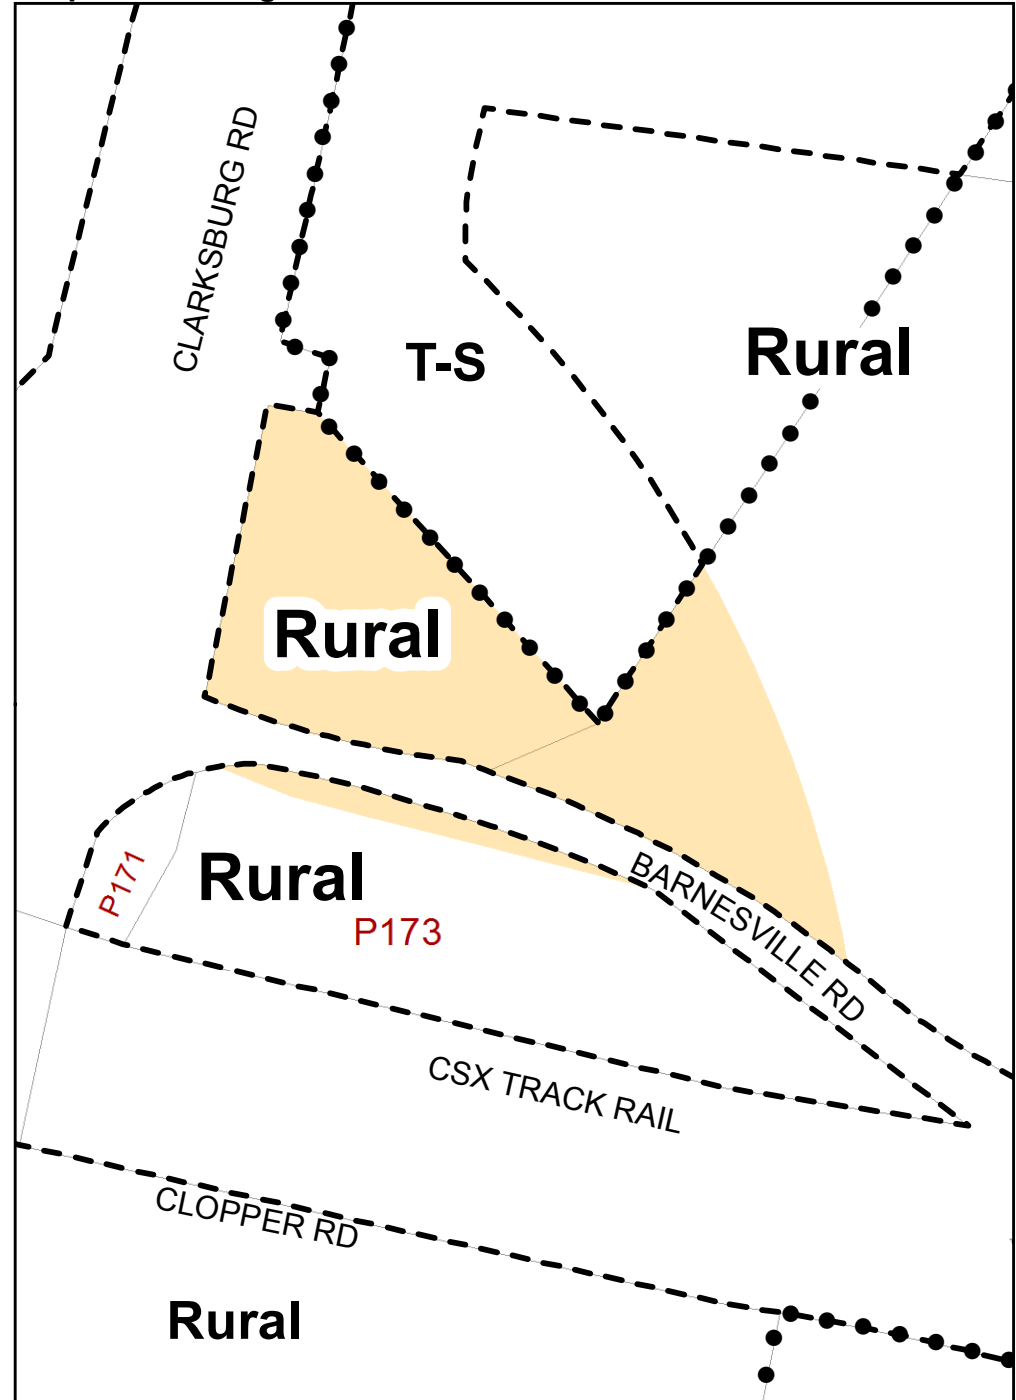 CLARKSBURG RD
T-S
Rural
Rural
BARNESVILLE RD
P171
Rural
P173
CSX TRACK RAIL
CLOPPER RD
Rural